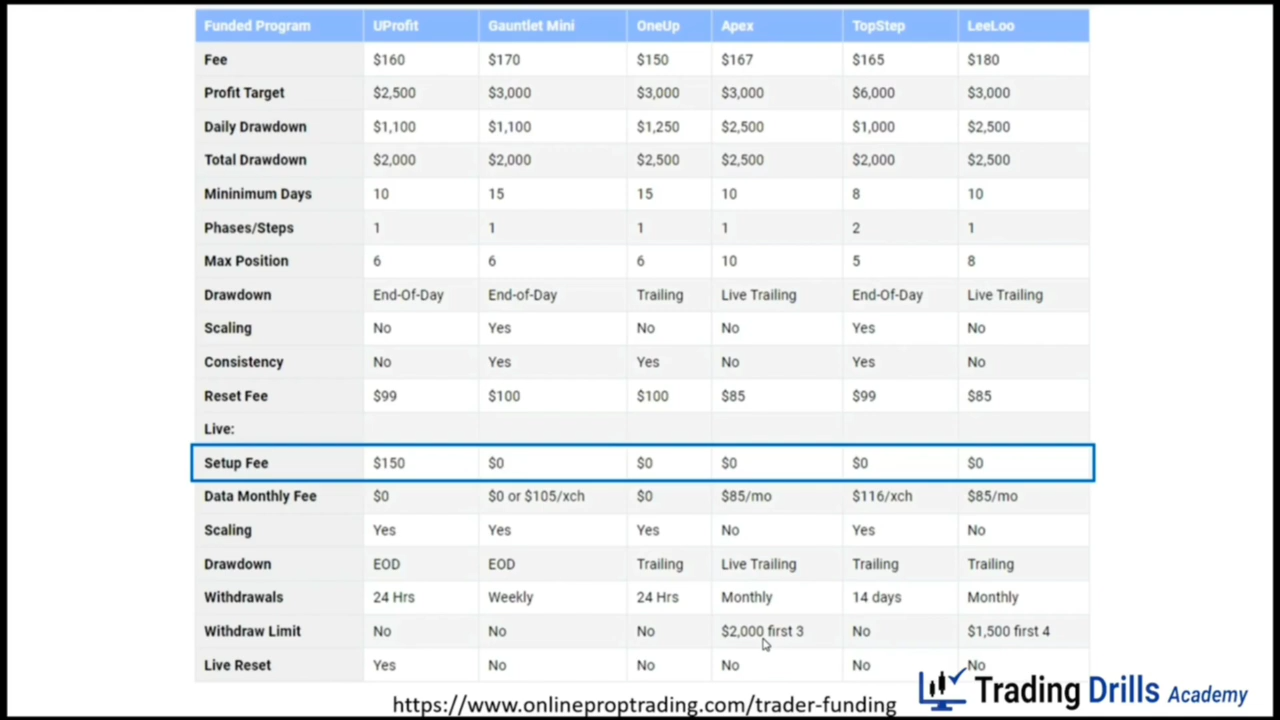 Funded Program UProfit Gauntlet Mini OneUp Apex TopStep LeeLoo
Fee $160 $170 $150 $167 $165 $180
Profit Target $2,500 $3,000 $3,000 $3,000 $6,000 $3,000
Daily Drawdown $1,100 $1,100 $1,250 $2,500 $1,000 $2,500
Total Drawdown $2,000 $2,000 $2,500 $2,500 $2,000 $2,500
Mininimum Days 10 15 15 10 8 10
Phases/Steps 1 1 1 1 2 1
Max Position 6 6 6 10 5 8
Drawdown End-Of-Day End-of-Day Trailing Live Trailing End-Of-Day Live Trailing
Scaling No Yes No No Yes No
Consistency No Yes Yes No Yes No
Reset Fee $99 $100 $100 $85 $99 $85
Live:
Setup Fee $150 $0 $0 $0 $0 $0
Data Monthly Fee $0 $0 or $105/xch $0 $85/mo $116/xch $85/mo
Scaling Yes Yes Yes No Yes No
Drawdown EOD EOD Trailing Live Trailing Trailing Trailing
Withdrawals 24 Hrs Weekly 24 Hrs Monthly 14 days Monthly
Withdraw Limit No No No $2,000 first 3 No $1,500 first 4
Live Reset Yes No No No No No
Trading Drills Academy
https://www.onlineproptrading.com/trader-funding